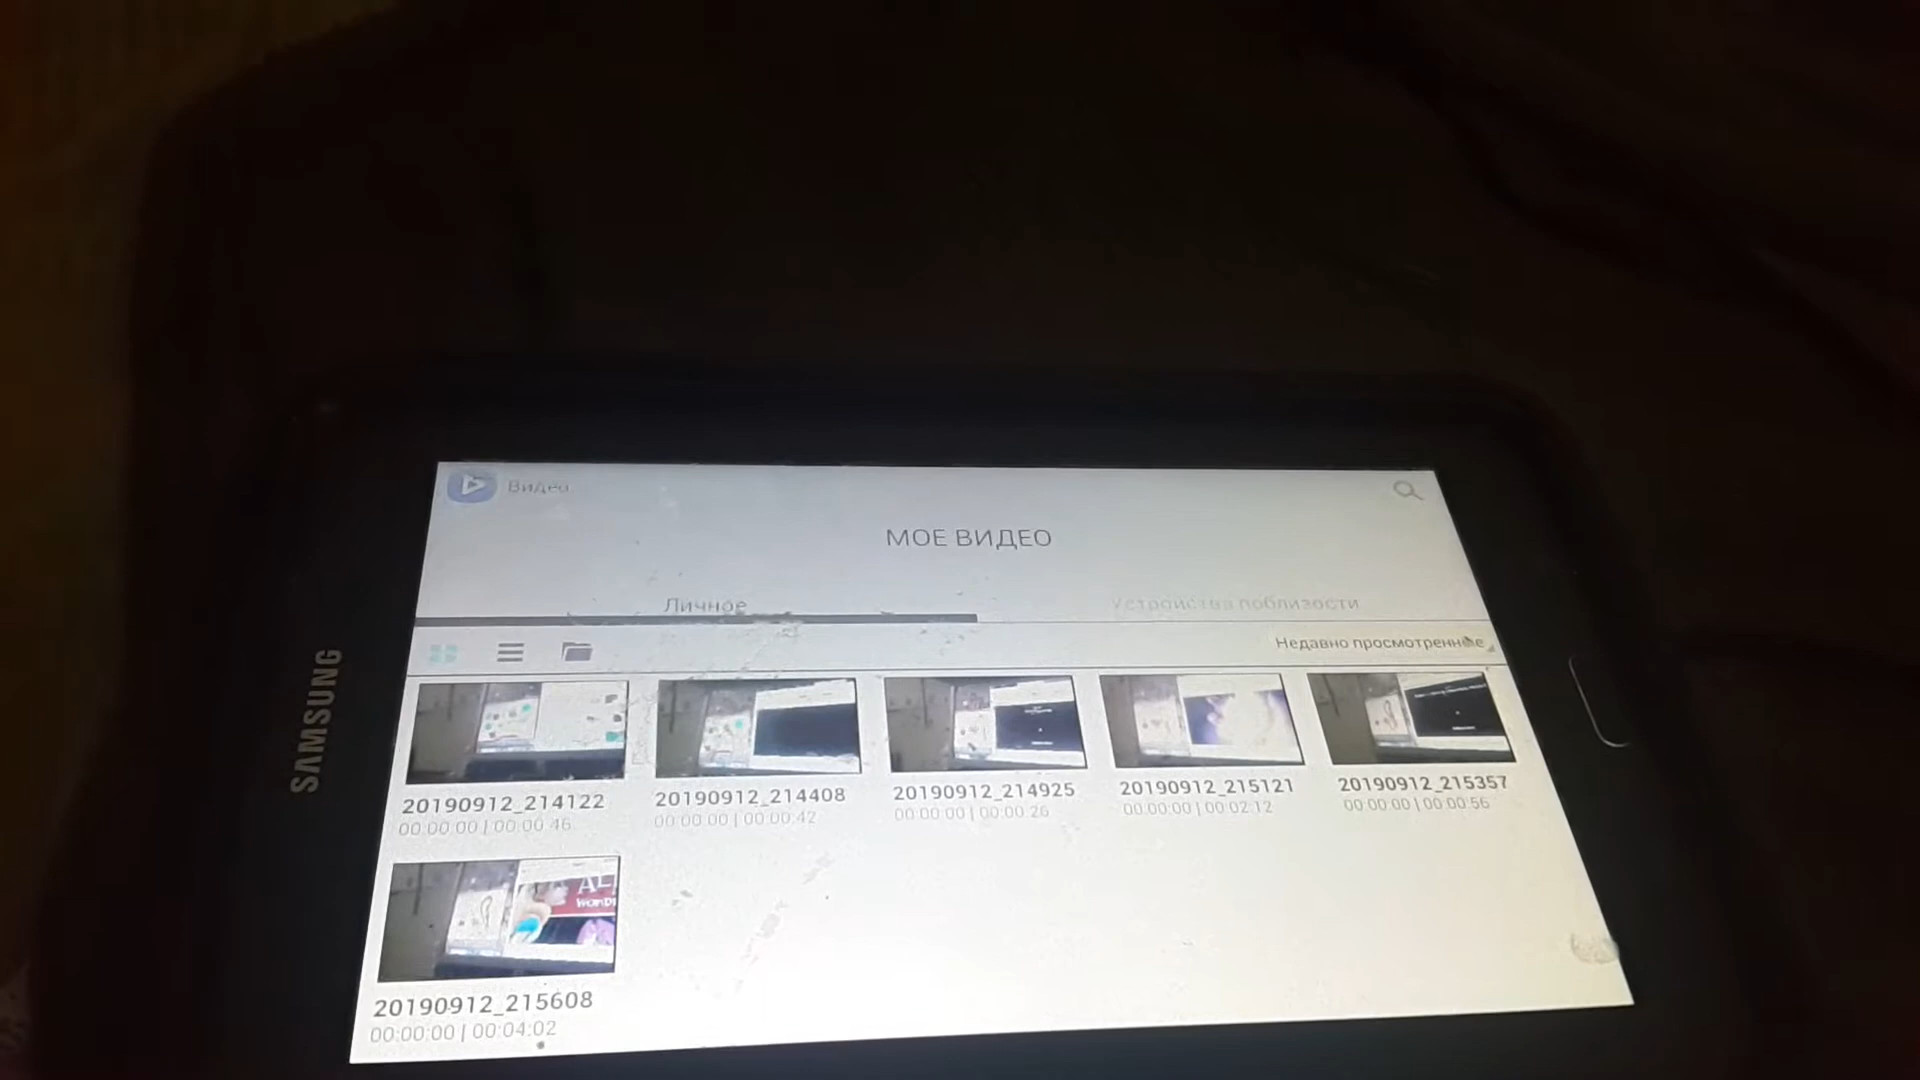 Видео
МОЕ ВИДЕО
Личное
Устройства поблизости
Недавно просмотренные
SAMSUNG
20190912_214122
00:00:00 | 00:00:46
20190912_214408
00:00:00 | 00:00:42
20190912_214925
00:00:00 | 00:00:26
20190912_215121
00:00:00 | 00:02:12
20190912_215357
00:00:00 | 00:00:56
20190912_215608
00:00:00 | 00:04:02